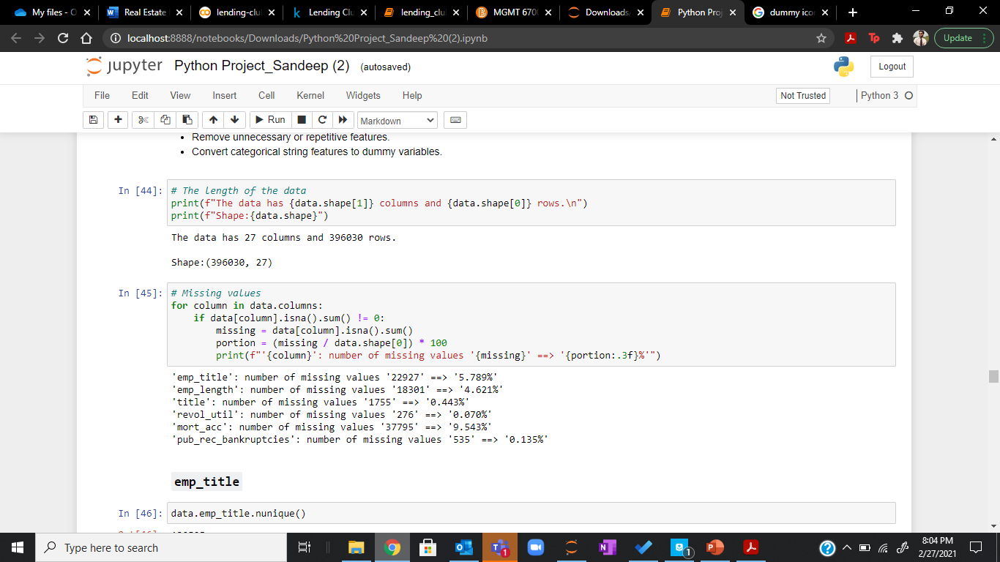 My files - O
Real Estate
lending-clu
Lending Clu
lending_clu
MGMT 670
Downloads/
Python Proj
dummy icon
localhost:8888/notebooks/Downloads/Python%20Project_Sandeep%20(2).ipynb
Update
jupyter Python Project_Sandeep (2) (autosaved)
Logout
File Edit View Insert Cell Kernel Widgets Help
Not Trusted
Python 3
Run
Markdown
• Remove unnecessary or repetitive features.
• Convert categorical string features to dummy variables.
In [44]:
# The length of the data
print(f"The data has {data.shape[1]} columns and {data.shape[0]} rows.\n")
print(f"Shape:{data.shape}")
The data has 27 columns and 396030 rows.
Shape:(396030, 27)
In [45]:
# Missing values
for column in data.columns:
    if data[column].isna().sum() != 0:
        missing = data[column].isna().sum()
        portion = (missing / data.shape[0]) * 100
        print(f"'{column}': number of missing values '{missing}' ==> '{portion:.3f}%'")
'emp_title': number of missing values '22927' ==> '5.789%'
'emp_length': number of missing values '18301' ==> '4.621%'
'title': number of missing values '1755' ==> '0.443%'
'revol_util': number of missing values '276' ==> '0.070%'
'mort_acc': number of missing values '37795' ==> '9.543%'
'pub_rec_bankruptcies': number of missing values '535' ==> '0.135%'
emp_title
In [46]:
data.emp_title.nunique()
Type here to search
8:04 PM
2/27/2021